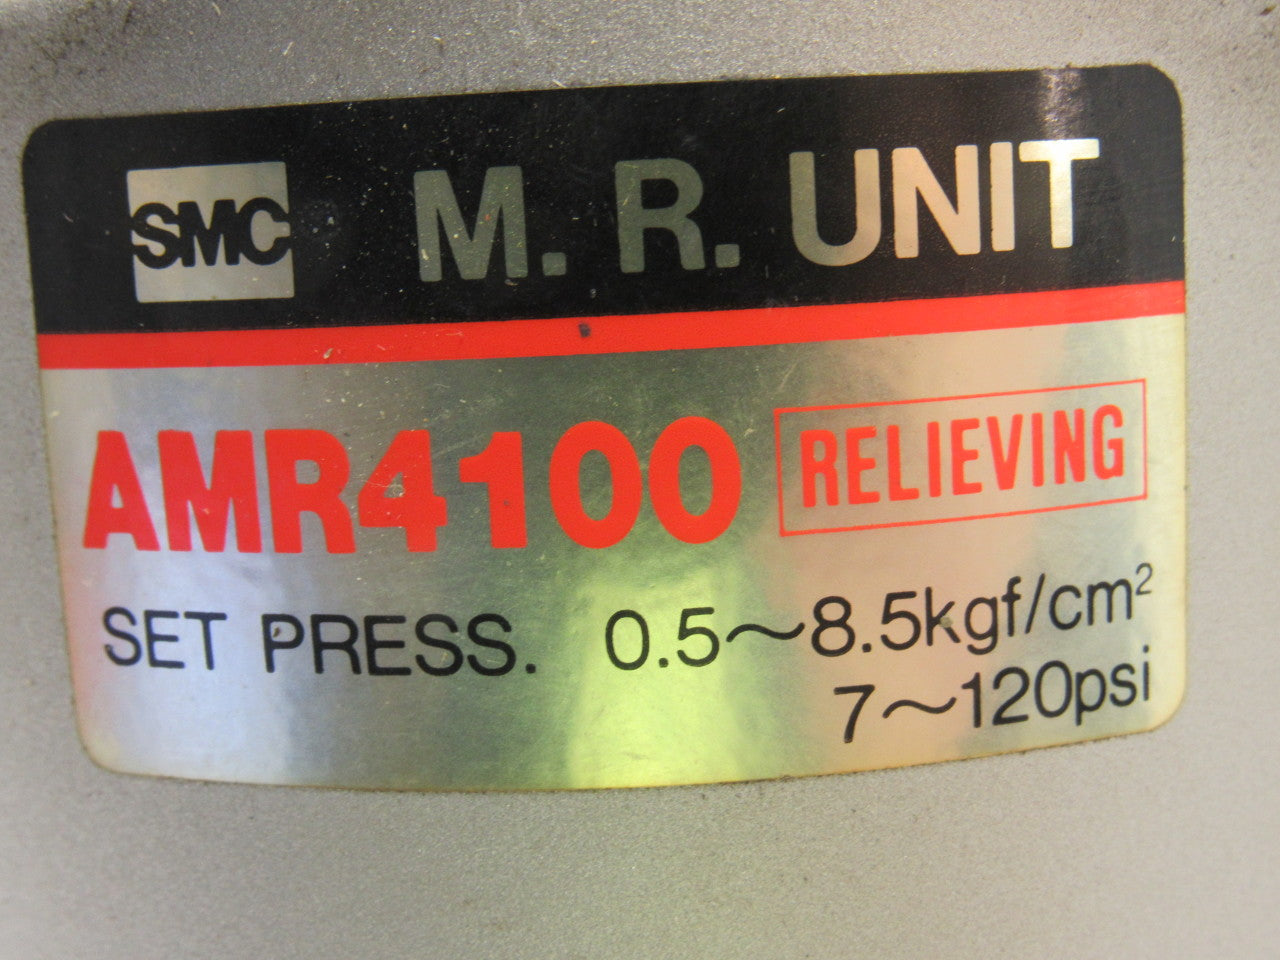 SMC M. R. UNIT
AMR4100 RELIEVING
SET PRESS. 0.5~8.5kgf/cm²
7~120psi